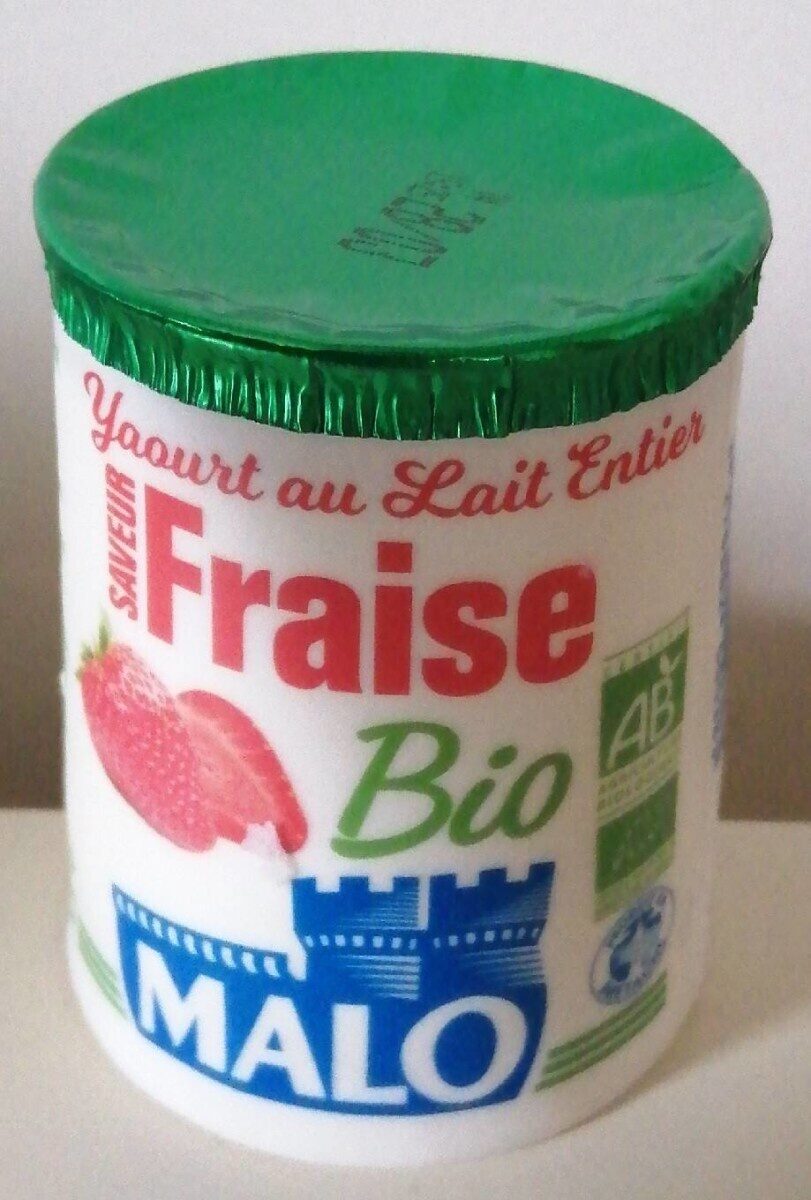 Yaourt au Lait Entier
SAVEUR
Fraise
Bio
AB
MALO